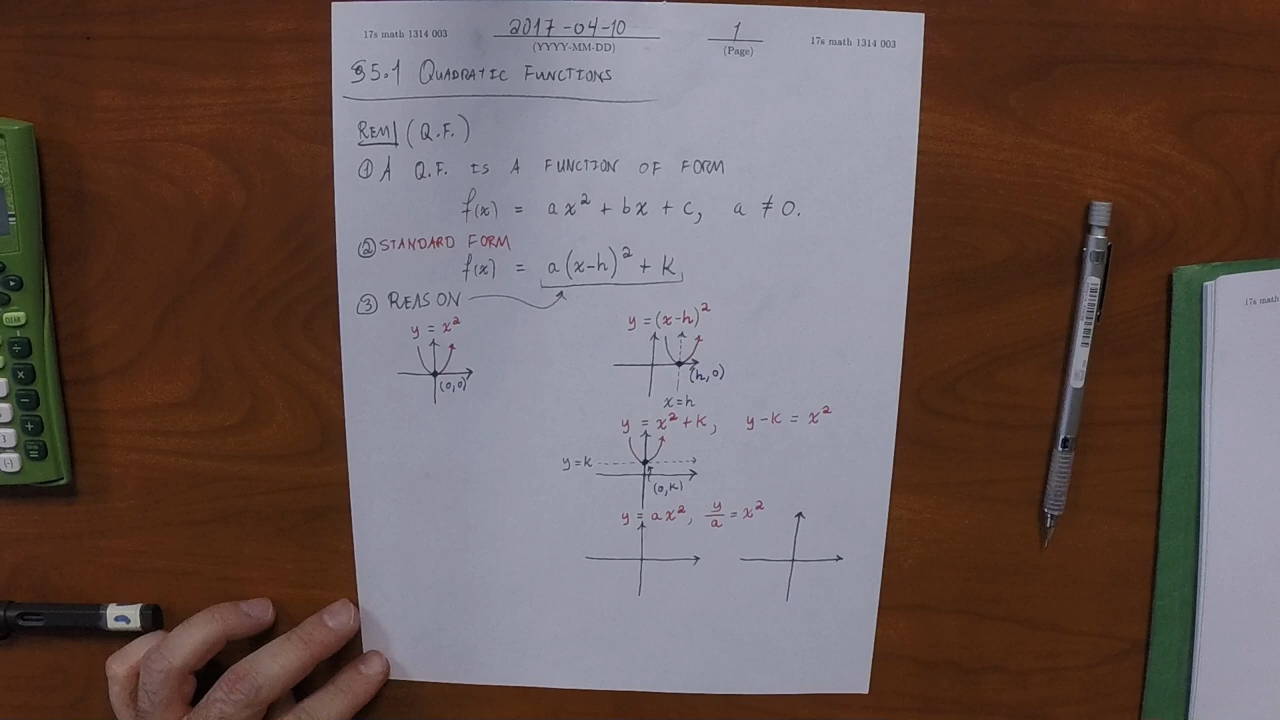 17s math 1314 003 2017-04-10 1 17s math 1314 003
(YYYY-MM-DD) (Page)
§5.1 QUADRATIC FUNCTIONS
REM (Q.F.)
① A Q.F. IS A FUNCTION OF FORM
f(x) = ax² + bx + c, a ≠ 0.
② STANDARD FORM
f(x) = a(x-h)² + k,
③ REASON
y = x²
(0,0)
y = (x-h)²
(h,0)
x=h
y = x² + k, y-k = x²
y=k
(0,k)
y = ax², y/a = x²
CLEAR
÷
×
−
+
=
(-)
17s math